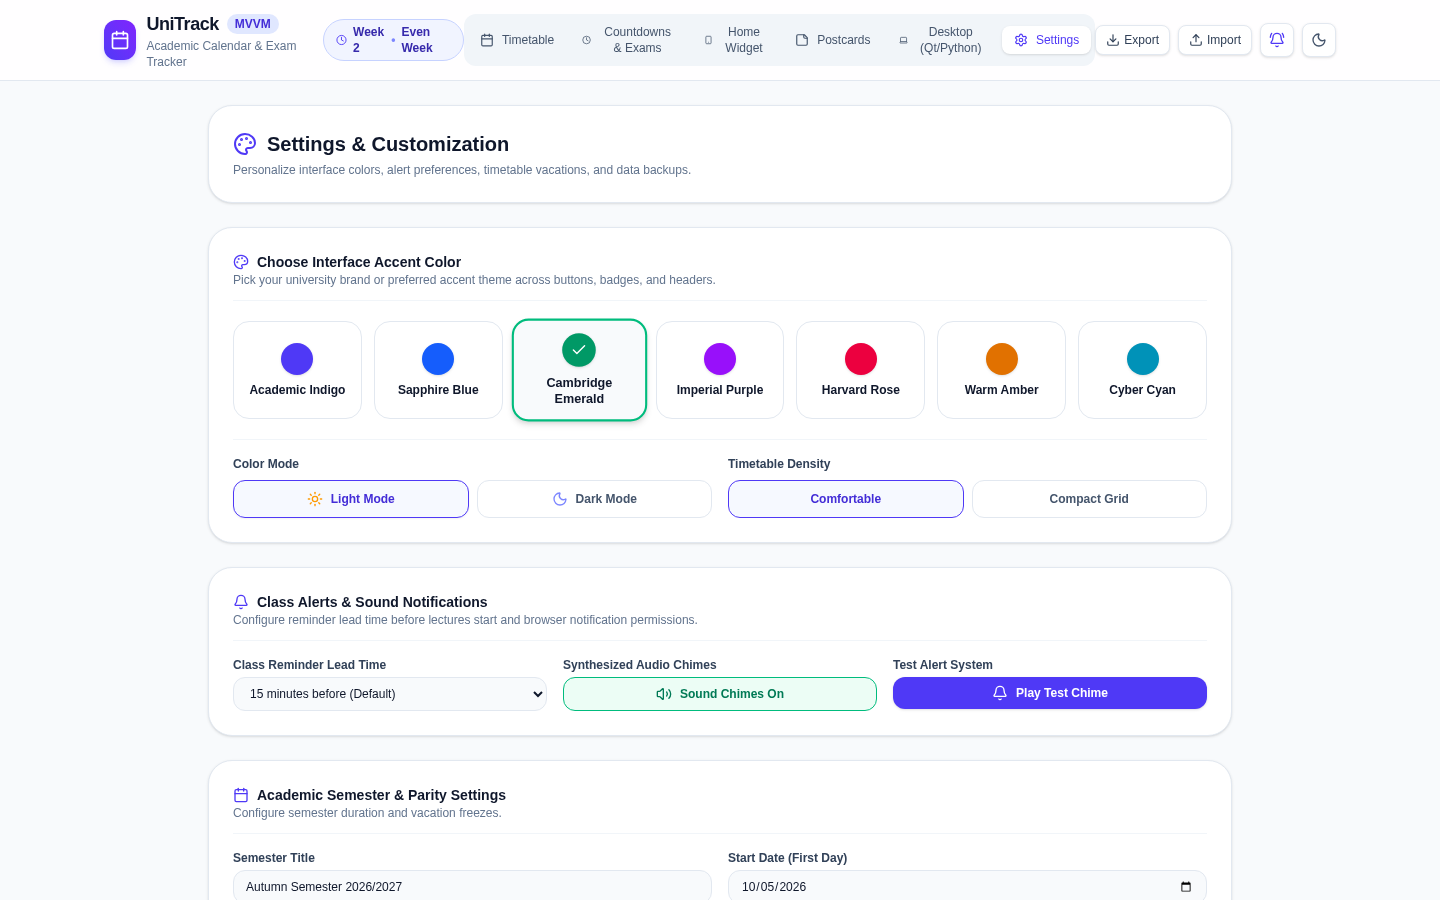 UniTrack MVVM
Academic Calendar & Exam
Tracker
Week
2
•
Even
Week
Timetable
Countdowns
& Exams
Home
Widget
Postcards
Desktop
(Qt/Python)
Settings
Export
Import
Settings & Customization
Personalize interface colors, alert preferences, timetable vacations, and data backups.
Choose Interface Accent Color
Pick your university brand or preferred accent theme across buttons, badges, and headers.
Academic Indigo
Sapphire Blue
Cambridge
Emerald
Imperial Purple
Harvard Rose
Warm Amber
Cyber Cyan
Color Mode
Timetable Density
Light Mode
Dark Mode
Comfortable
Compact Grid
Class Alerts & Sound Notifications
Configure reminder lead time before lectures start and browser notification permissions.
Class Reminder Lead Time
Synthesized Audio Chimes
Test Alert System
15 minutes before (Default)
Sound Chimes On
Play Test Chime
Academic Semester & Parity Settings
Configure semester duration and vacation freezes.
Semester Title
Start Date (First Day)
Autumn Semester 2026/2027
10/05/2026